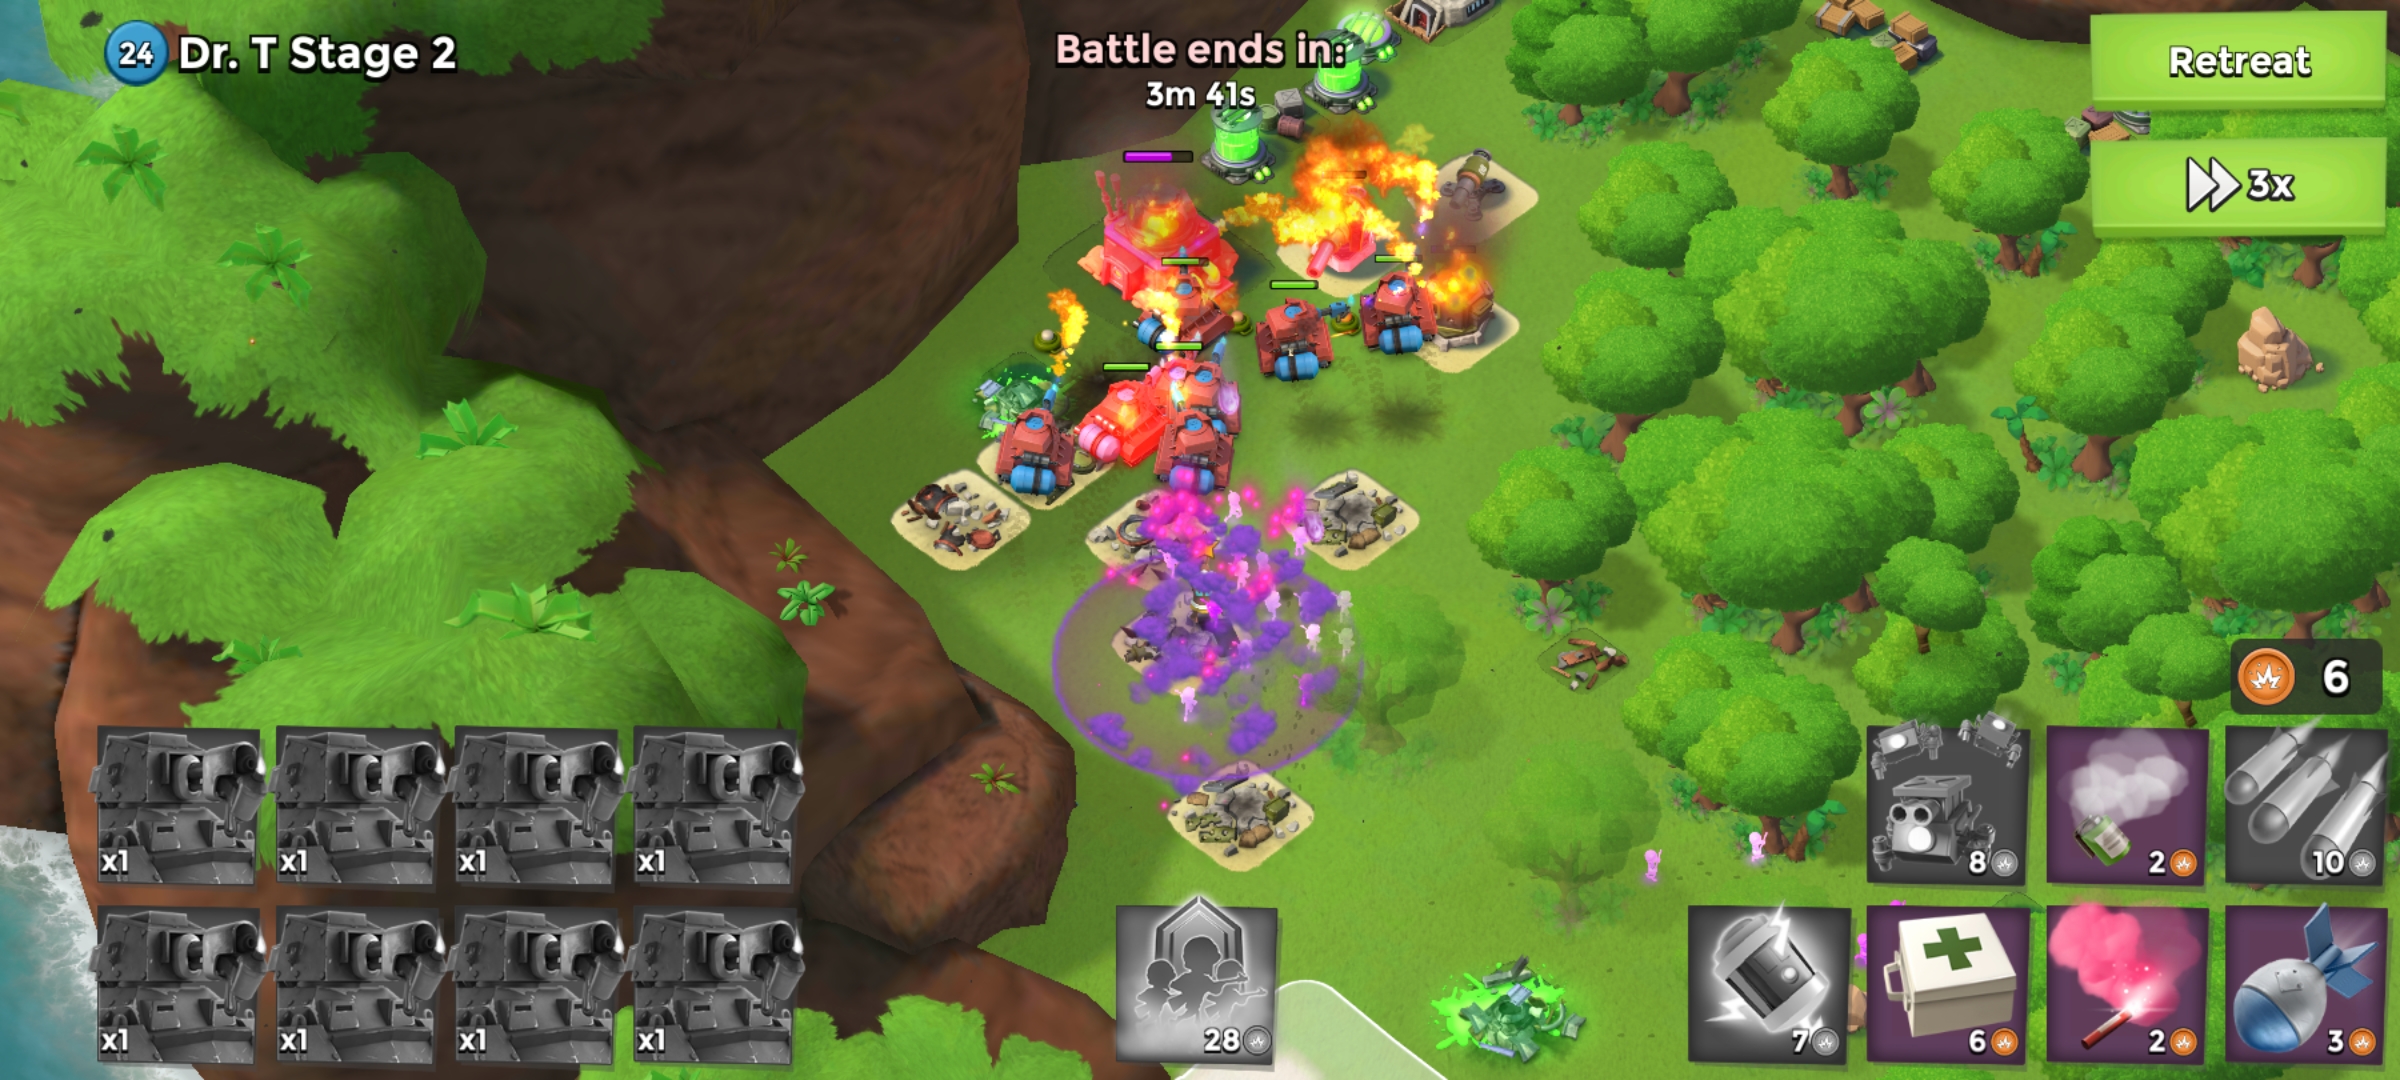 24 Dr. T Stage 2
Battle ends in:
3m 41s
Retreat
3x
6
x1 x1 x1 x1
8 2 10
x1 x1 x1 x1
28 7 6 2 3